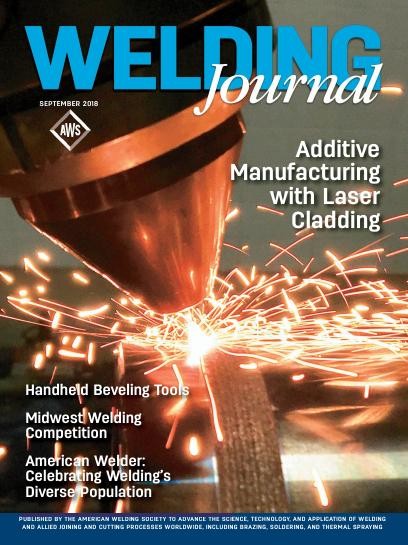 WELDING
Journal
SEPTEMBER 2018
AWS
Additive
Manufacturing
with Laser
Cladding
Handheld Beveling Tools
Midwest Welding
Competition
American Welder:
Celebrating Welding's
Diverse Population
PUBLISHED BY THE AMERICAN WELDING SOCIETY TO ADVANCE THE SCIENCE, TECHNOLOGY, AND APPLICATION OF WELDING
AND ALLIED JOINING AND CUTTING PROCESSES WORLDWIDE, INCLUDING BRAZING, SOLDERING, AND THERMAL SPRAYING